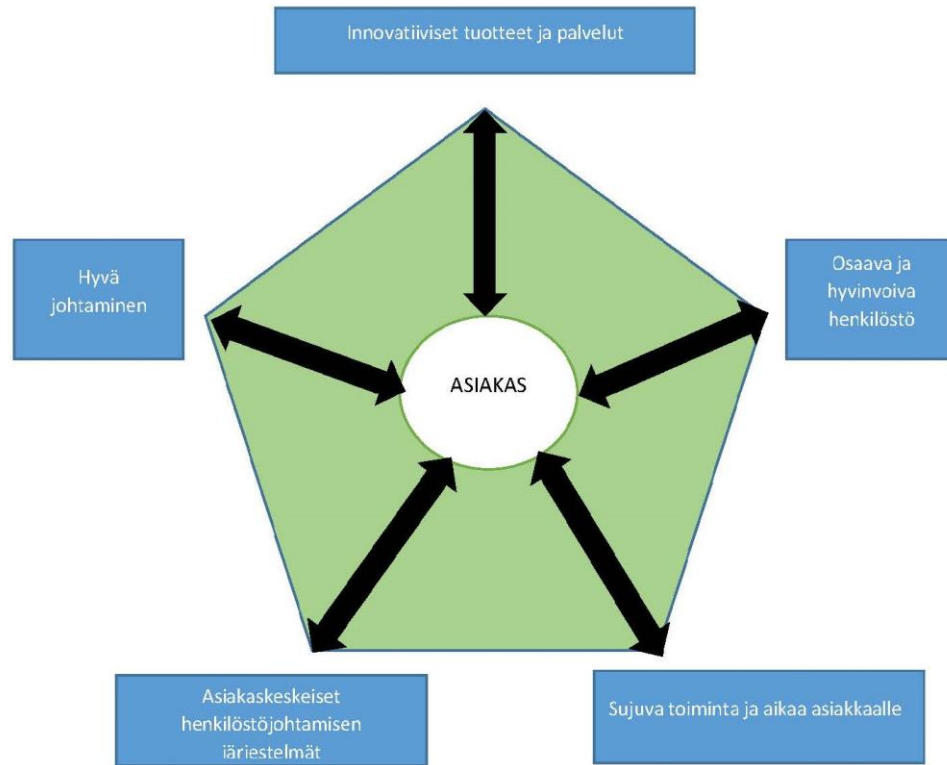 Innovatiiviset tuotteet ja palvelut
Hyvä
johtaminen
Osaava ja
hyvinvoiva
henkilöstö
ASIAKAS
Asiakaskeskeiset
henkilöstöjohtamisen
järjestelmät
Sujuva toiminta ja aikaa asiakkaalle